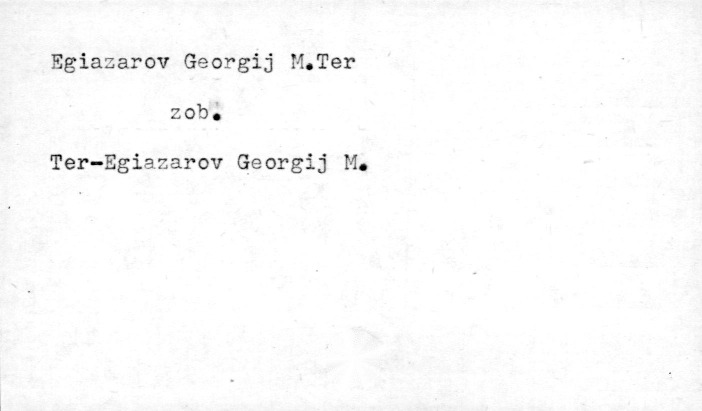 Egiazarov Georgij M.Ter
zob.
Ter-Egiazarov Georgij M.